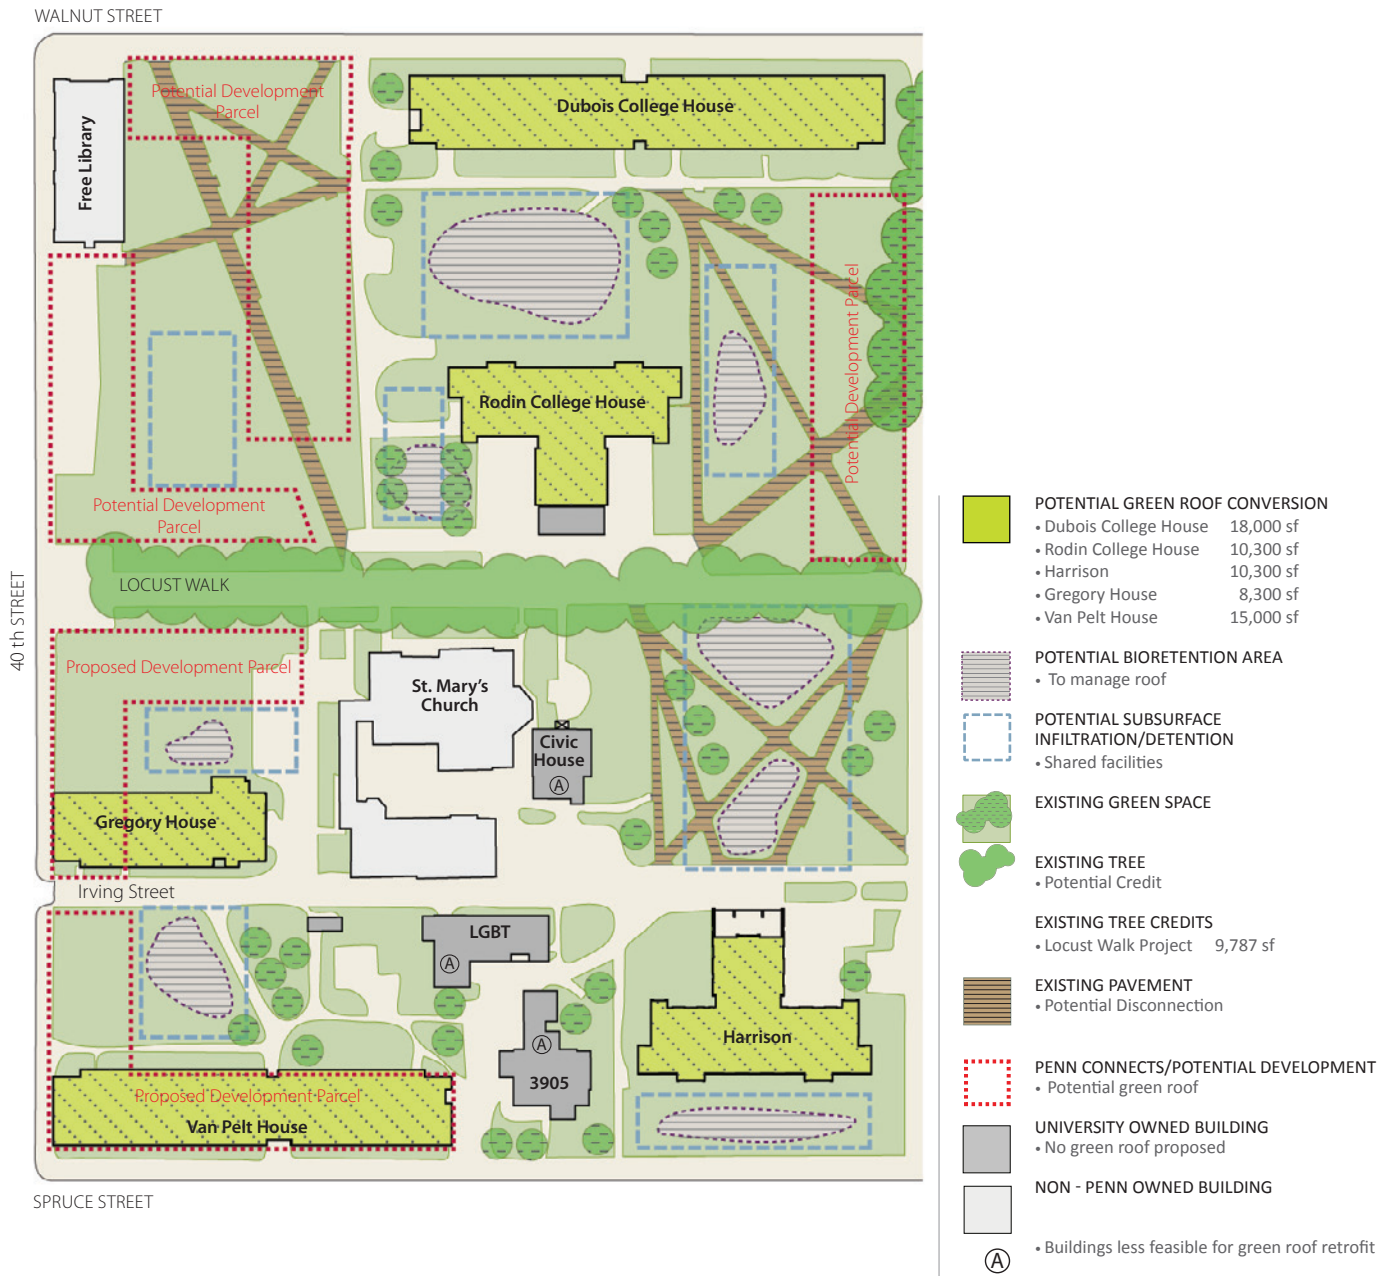 WALNUT STREET
Potential Development
Parcel
Free Library
Dubois College House
Potential Development Parcel
Rodin College House
Potential Development
Parcel
LOCUST WALK
40 th STREET
Proposed Development Parcel
St. Mary's
Church
Civic
House
A
Gregory House
Irving Street
LGBT
A
A
3905
Harrison
Proposed Development Parcel
Van Pelt House
SPRUCE STREET
POTENTIAL GREEN ROOF CONVERSION
• Dubois College House 18,000 sf
• Rodin College House 10,300 sf
• Harrison 10,300 sf
• Gregory House 8,300 sf
• Van Pelt House 15,000 sf
POTENTIAL BIORETENTION AREA
• To manage roof
POTENTIAL SUBSURFACE
INFILTRATION/DETENTION
• Shared facilities
EXISTING GREEN SPACE
EXISTING TREE
• Potential Credit
EXISTING TREE CREDITS
• Locust Walk Project 9,787 sf
EXISTING PAVEMENT
• Potential Disconnection
PENN CONNECTS/POTENTIAL DEVELOPMENT
• Potential green roof
UNIVERSITY OWNED BUILDING
• No green roof proposed
NON - PENN OWNED BUILDING
A • Buildings less feasible for green roof retrofit